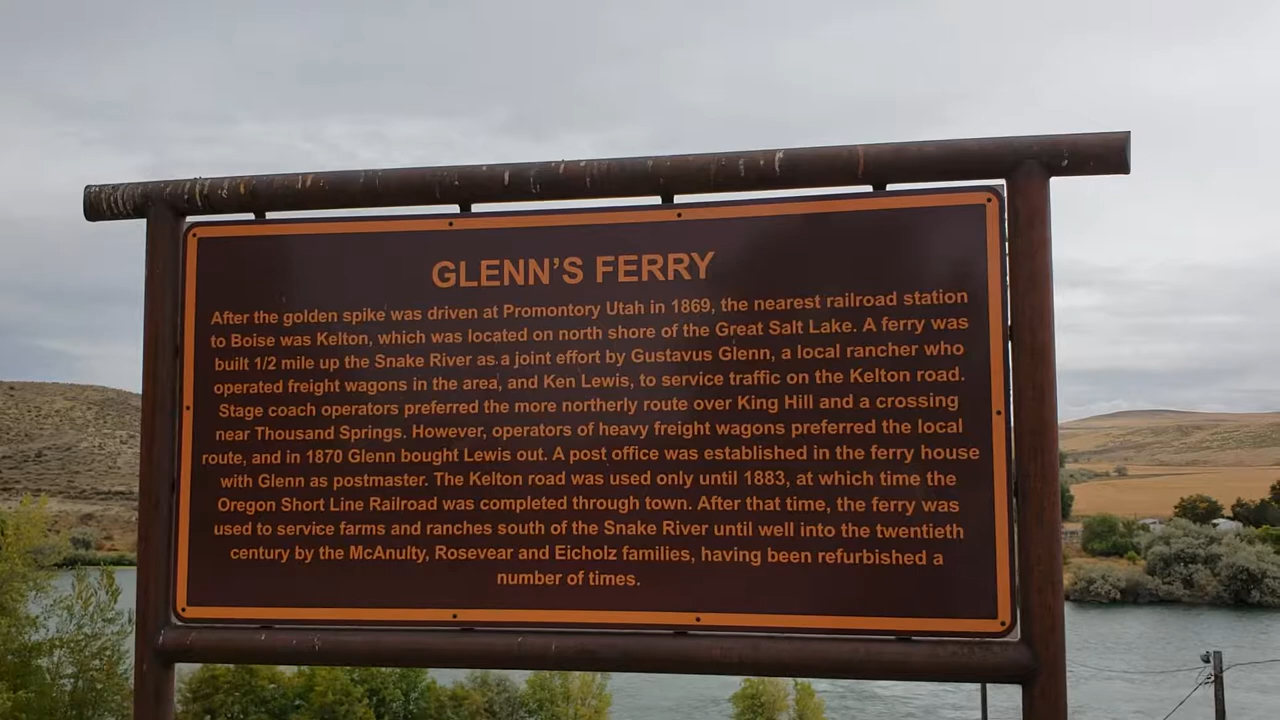 GLENN'S FERRY
After the golden spike was driven at Promontory Utah in 1869, the nearest railroad station
to Boise was Kelton, which was located on north shore of the Great Salt Lake. A ferry was
built 1/2 mile up the Snake River as a joint effort by Gustavus Glenn, a local rancher who
operated freight wagons in the area, and Ken Lewis, to service traffic on the Kelton road.
Stage coach operators preferred the more northerly route over King Hill and a crossing
near Thousand Springs. However, operators of heavy freight wagons preferred the local
route, and in 1870 Glenn bought Lewis out. A post office was established in the ferry house
with Glenn as postmaster. The Kelton road was used only until 1883, at which time the
Oregon Short Line Railroad was completed through town. After that time, the ferry was
used to service farms and ranches south of the Snake River until well into the twentieth
century by the McAnulty, Rosevear and Eicholz families, having been refurbished a
number of times.